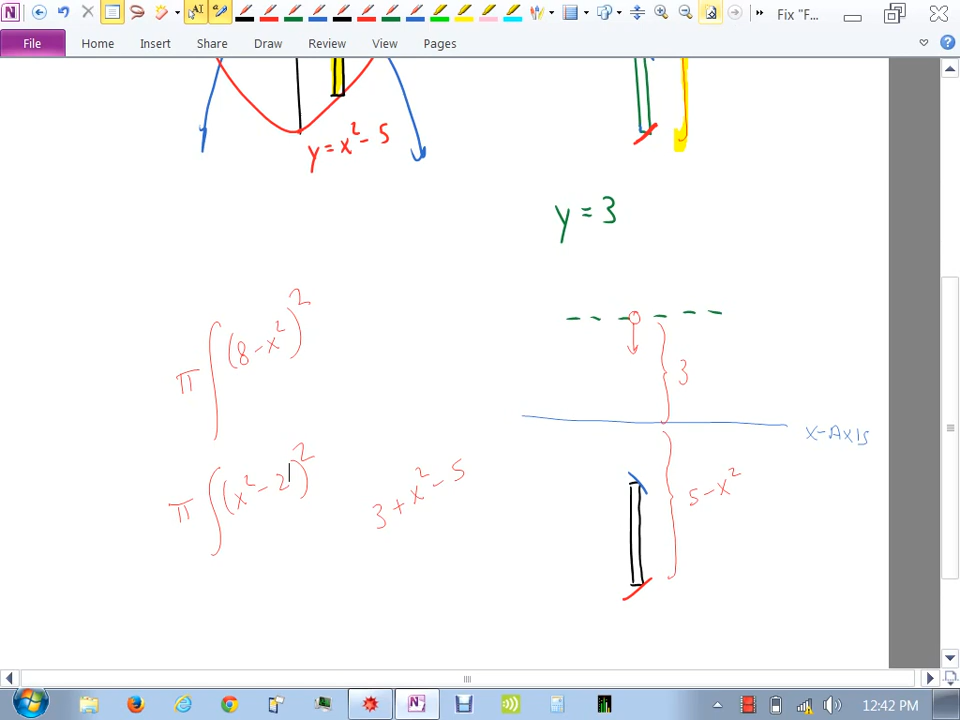 Fix "F...
File Home Insert Share Draw Review View Pages
y = x² - 5
y = 3
π∫(8-x²)²
3
x-Axis
π∫(x²-2)²
3 + x² - 5
5-x²
12:42 PM